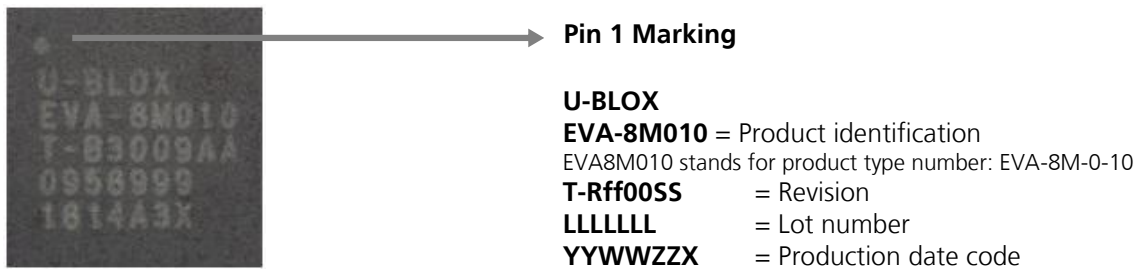 U-BLOX
EVA-8M010
T-B3009AA
0956999
1814A3X
Pin 1 Marking
U-BLOX
EVA-8M010 = Product identification
EVA8M010 stands for product type number: EVA-8M-0-10
T-Rff00SS = Revision
LLLLLLL = Lot number
YYWWZZX = Production date code